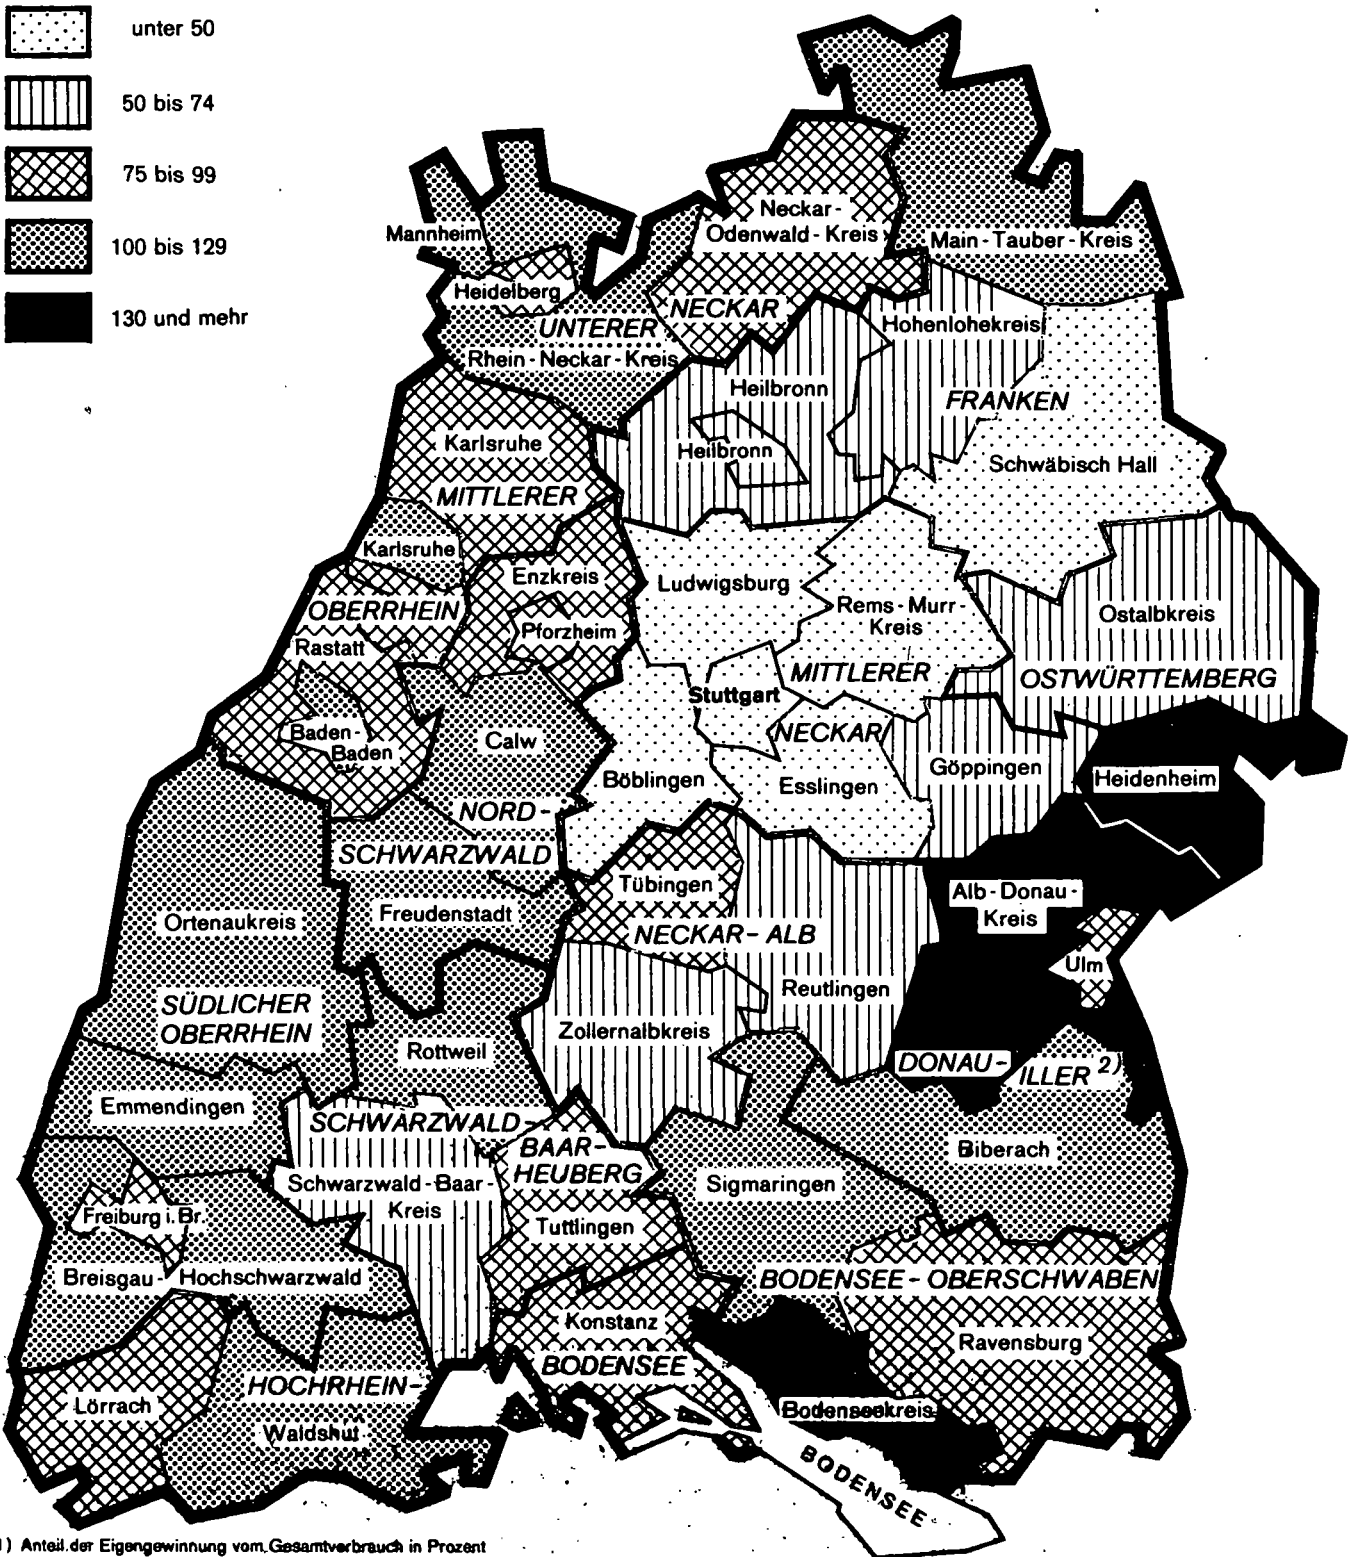 unter 50
50 bis 74
75 bis 99
100 bis 129
130 und mehr
Mannheim
Neckar-
Odenwald-Kreis
Main-Tauber-Kreis
Heidelberg
UNTERER
NECKAR
Rhein-Neckar-Kreis
Hohenlohekreis
Heilbronn
FRANKEN
Karlsruhe
Heilbronn
Schwäbisch Hall
MITTLERER
Karlsruhe
Enzkreis
Ludwigsburg
OBERRHEIN
Rems-Murr-
Kreis
Ostalbkreis
Pforzheim
Rastatt
MITTLERER
OSTWÜRTTEMBERG
Stuttgart
Baden-
Baden
Calw
NECKAR
Böblingen
Esslingen
Göppingen
Heidenheim
NORD-
SCHWARZWALD
Tübingen
Alb-Donau-
Kreis
Ortenaukreis
Freudenstadt
NECKAR-ALB
Ulm
SÜDLICHER
OBERRHEIN
Reutlingen
Zollernalbkreis
Rottweil
DONAU-
ILLER 2)
Emmendingen
SCHWARZWALD-
BAAR-
HEUBERG
Biberach
Schwarzwald-Baar-
Kreis
Sigmaringen
Freiburg i. Br.
Tuttlingen
Breisgau-
Hochschwarzwald
BODENSEE-OBERSCHWABEN
Konstanz
Ravensburg
BODENSEE
HOCHRHEIN-
Lörrach
Bodenseekreis
Waldshut
BODENSEE
1) Anteil der Eigengewinnung vom Gesamtverbrauch in Prozent